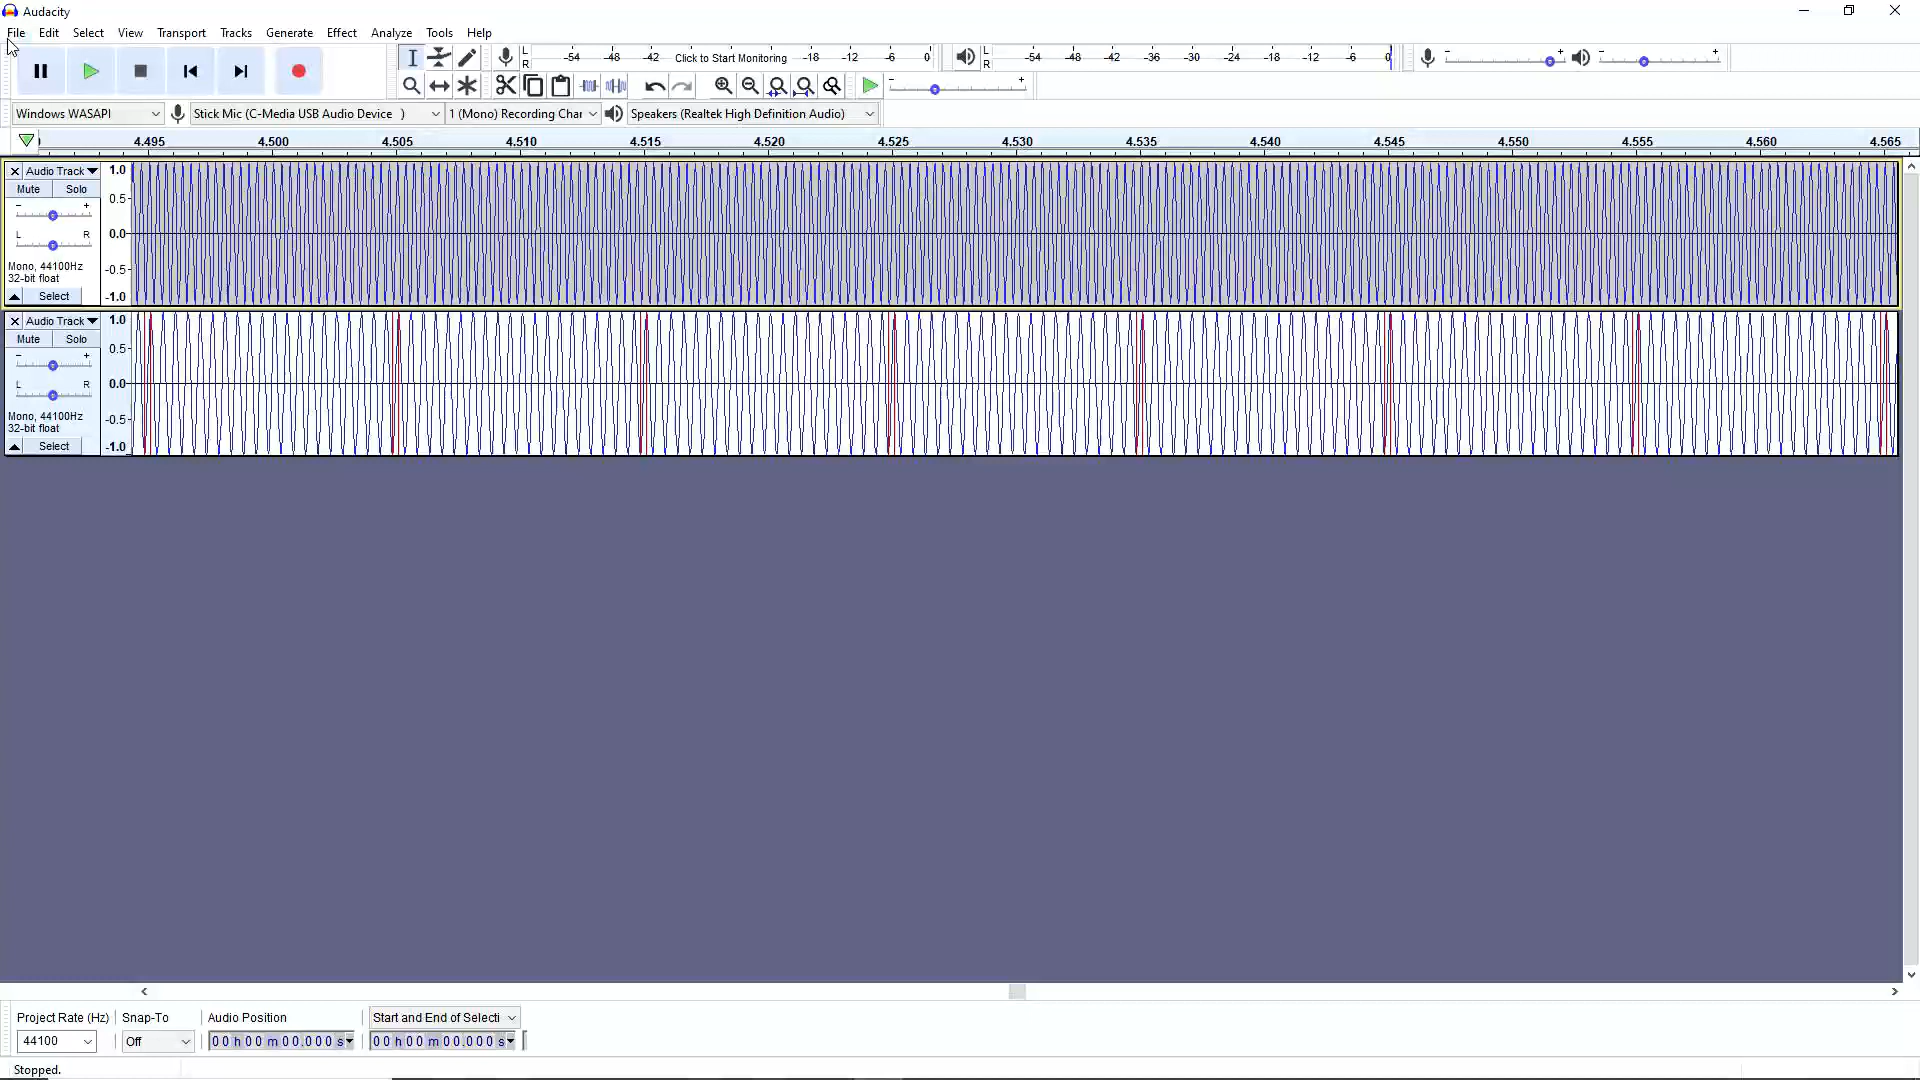 Audacity
File Edit Select View Transport Tracks Generate Effect Analyze Tools Help
L R -54 -48 -42 Click to Start Monitoring -18 -12 -6 0 L R -54 -48 -42 -36 -30 -24 -18 -12 -6 0 - + - +
- +
Windows WASAPI Stick Mic (C-Media USB Audio Device ) 1 (Mono) Recording Char Speakers (Realtek High Definition Audio)
4.495 4.500 4.505 4.510 4.515 4.520 4.525 4.530 4.535 4.540 4.545 4.550 4.555 4.560 4.565
Audio Track 1.0
Mute Solo 0.5
- +
L R 0.0
Mono, 44100Hz -0.5
32-bit float
Select -1.0
Audio Track 1.0
Mute Solo 0.5
- +
L R 0.0
Mono, 44100Hz -0.5
32-bit float
Select -1.0
Project Rate (Hz) Snap-To Audio Position Start and End of Selecti
44100 Off 00 h 00 m 00.000 s 00 h 00 m 00.000 s
Stopped.